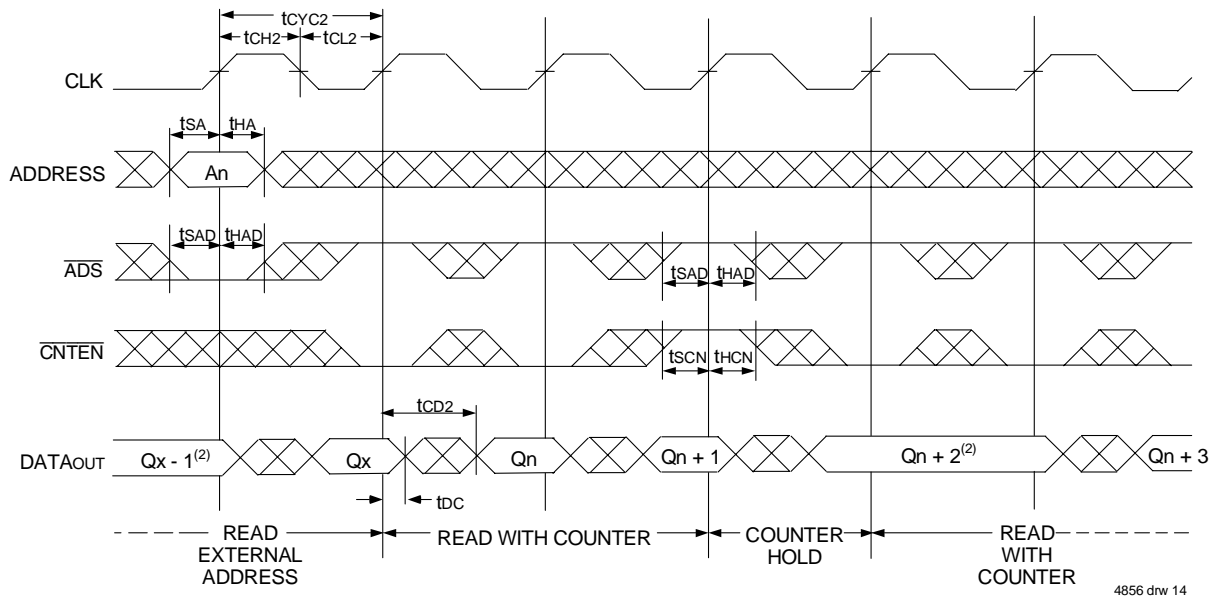 tCYC2
tCH2 tCL2
CLK
tSA tHA
ADDRESS An
tSAD tHAD
ADS tSAD tHAD
CNTEN
tSCN tHCN
tCD2
DATAOUT Qx - 1(2) Qx Qn Qn + 1 Qn + 2(2) Qn + 3
tDC
READ EXTERNAL ADDRESS
READ WITH COUNTER
COUNTER HOLD
READ WITH COUNTER
4856 drw 14